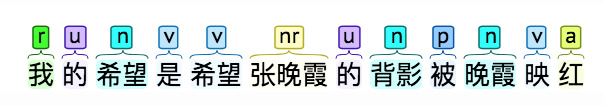 r u n v v nr u n p n v a
我 的 希望 是 希望 张晚霞 的 背影 被 晚霞 映 红